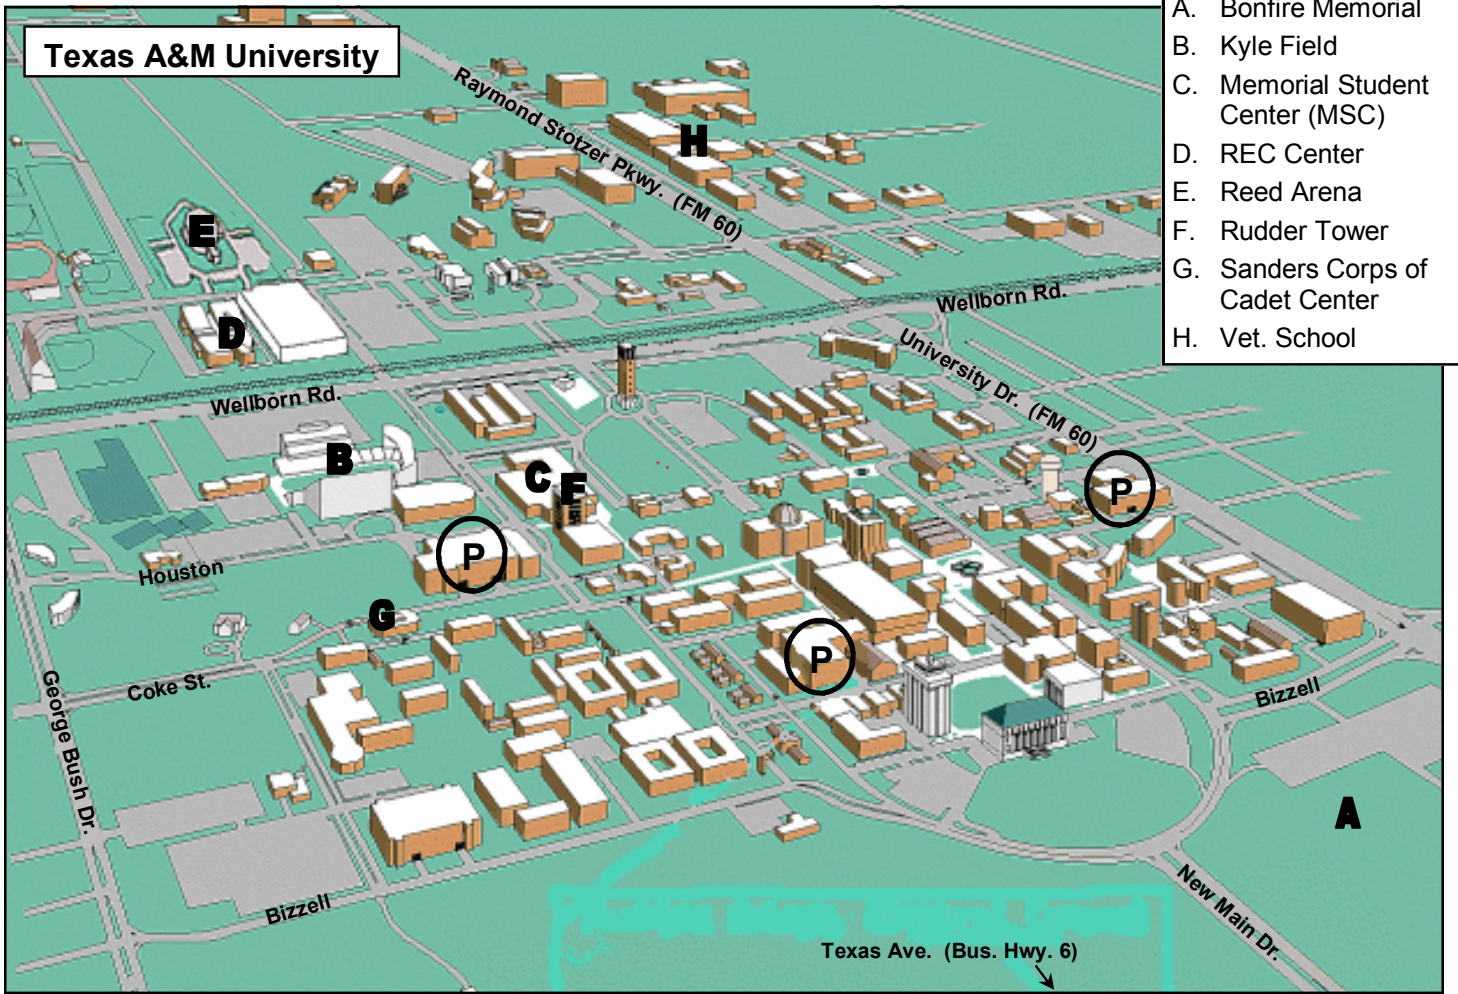 Texas A&M University
A. Bonfire Memorial
B. Kyle Field
C. Memorial Student
Center (MSC)
D. REC Center
E. Reed Arena
F. Rudder Tower
G. Sanders Corps of
Cadet Center
H. Vet. School
Raymond Stotzer Pkwy. (FM 60)
H
E
Wellborn Rd.
D
University Dr. (FM 60)
Wellborn Rd.
B
C
F
P
P
Houston
G
P
Coke St.
George Bush Dr.
Bizzell
A
Bizzell
New Main Dr.
Texas Ave. (Bus. Hwy. 6)